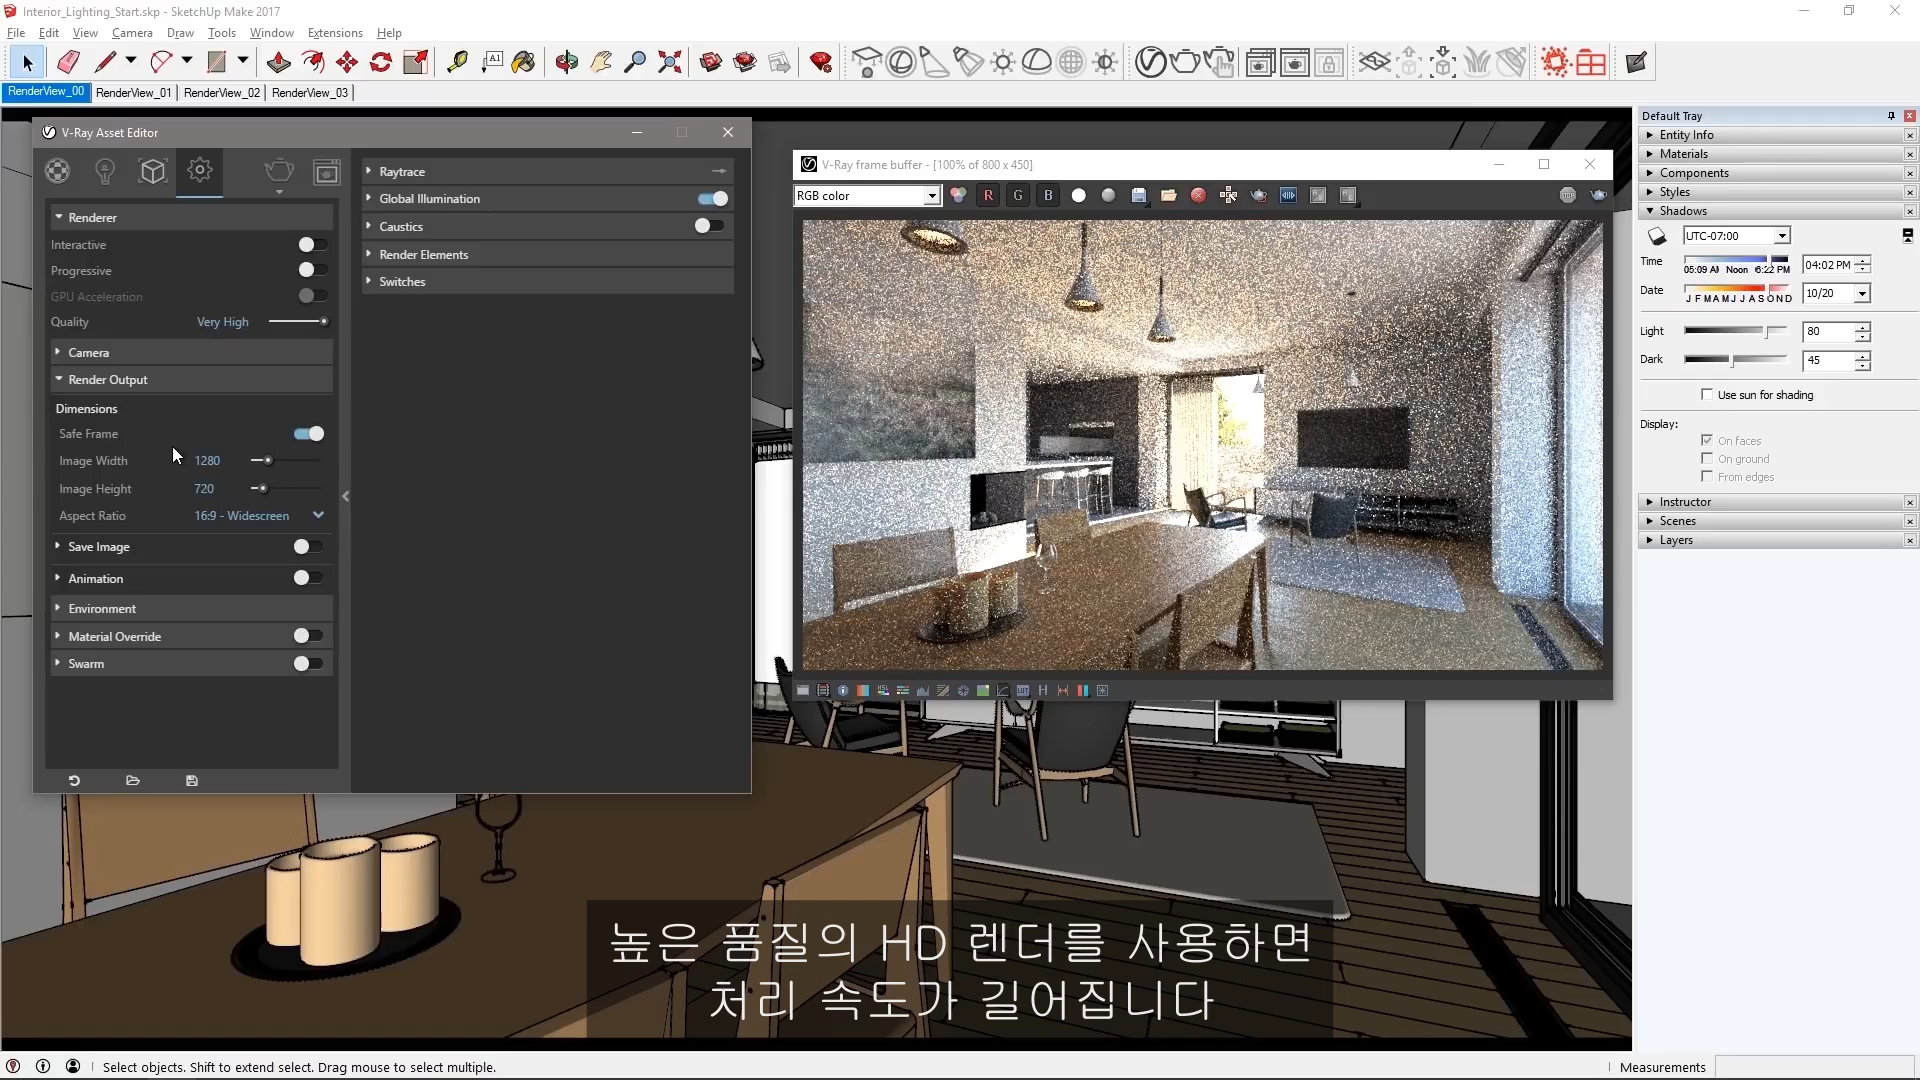 Interior_Lighting_Start.skp - SketchUp Make 2017
File Edit View Camera Draw Tools Window Extensions Help
A1
RenderView_00 RenderView_01 RenderView_02 RenderView_03
V-Ray Asset Editor
Renderer
Interactive
Progressive
GPU Acceleration
Quality Very High
Camera
Render Output
Dimensions
Safe Frame
Image Width 1280
Image Height 720
Aspect Ratio 16:9 - Widescreen
Save Image
Animation
Environment
Material Override
Swarm
Raytrace
Global Illumination
Caustics
Render Elements
Switches
V-Ray frame buffer - [100% of 800 x 450]
RGB color R G B
H
Default Tray
Entity Info
Materials
Components
Styles
Shadows
UTC-07:00
Time 05:09 AM Noon 06:22 PM 04:02 PM
Date J F M A M J J A S O N D 10/20
Light 80
Dark 45
Use sun for shading
Display:
On faces
On ground
From edges
Instructor
Scenes
Layers
높은 품질의 HD 렌더를 사용하면
처리 속도가 길어집니다
Select objects. Shift to extend select. Drag mouse to select multiple.
Measurements